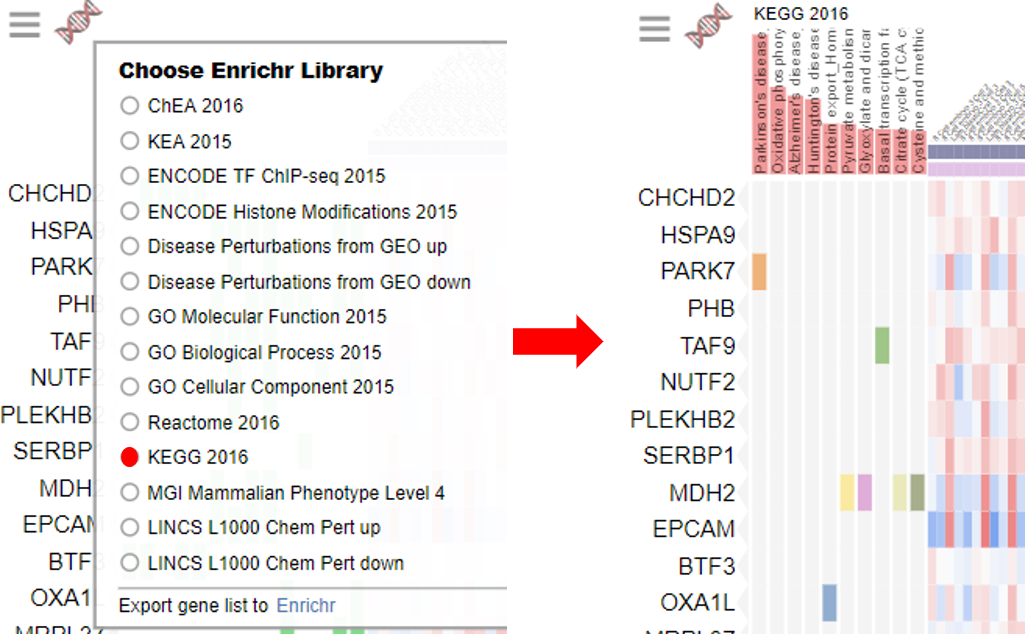 Choose Enrichr Library
ChEA 2016
KEA 2015
ENCODE TF ChIP-seq 2015
ENCODE Histone Modifications 2015
Disease Perturbations from GEO up
Disease Perturbations from GEO down
GO Molecular Function 2015
GO Biological Process 2015
GO Cellular Component 2015
Reactome 2016
KEGG 2016
MGI Mammalian Phenotype Level 4
LINCS L1000 Chem Pert up
LINCS L1000 Chem Pert down
Export gene list to Enrichr
CHCHD2
HSPA9
PARK7
PHB
TAF9
NUTF2
PLEKHB2
SERBP1
MDH2
EPCAM
BTF3
OXA1L
KEGG 2016
Parkinson's disease
Oxidative phosphory
Alzheimer's disease
Huntington's disease
Protein export_Hom
Pyruvate metabolism
Glyoxylate and dicar
Basal transcription f
Citrate cycle (TCA c
Cysteine and methio
CHCHD2
HSPA9
PARK7
PHB
TAF9
NUTF2
PLEKHB2
SERBP1
MDH2
EPCAM
BTF3
OXA1L